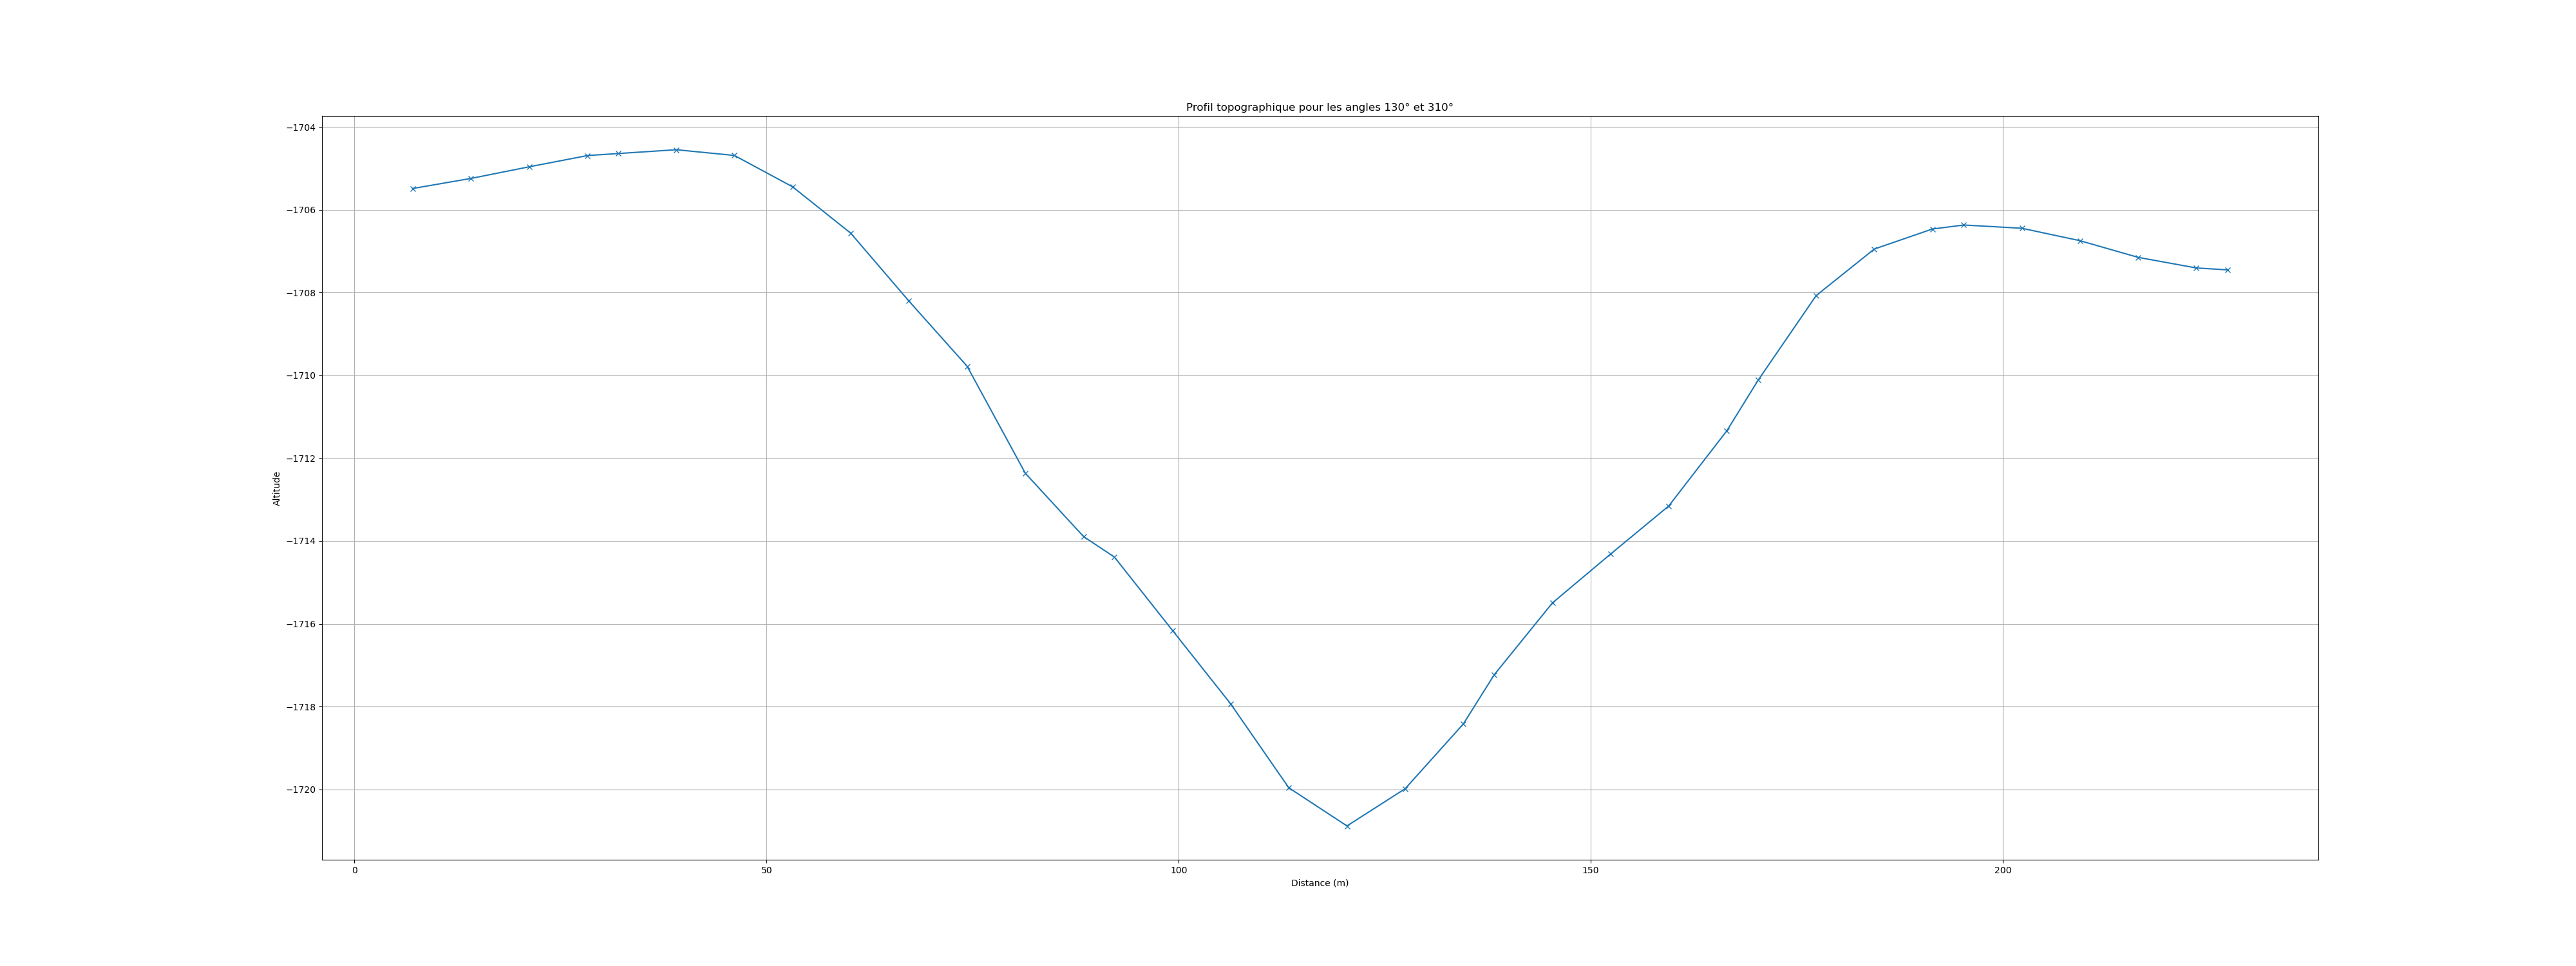 Profil topographique pour les angles 130° et 310°
−1704
−1706
−1708
−1710
−1712
−1714
−1716
−1718
−1720
Altitude
0 50 100 150 200
Distance (m)